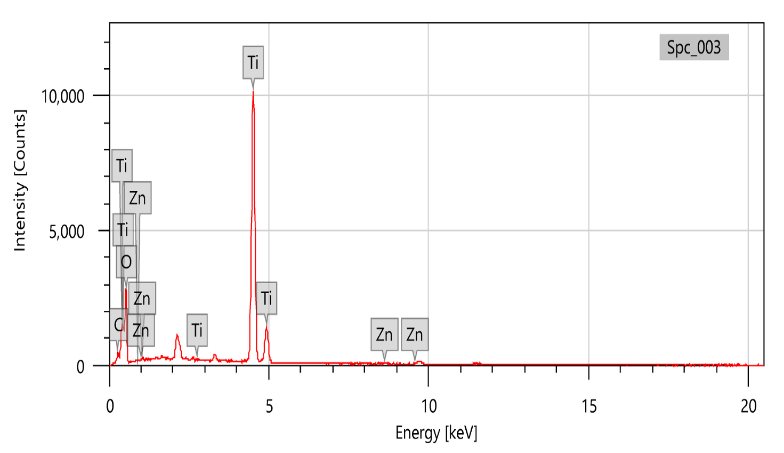 Spc_003
Intensity [Counts]
10,000
5,000
0
Ti
Ti
Zn
Ti
O
Zn
Ti
C
Zn
Ti
Zn
Zn
0
5
10
15
20
Energy [keV]